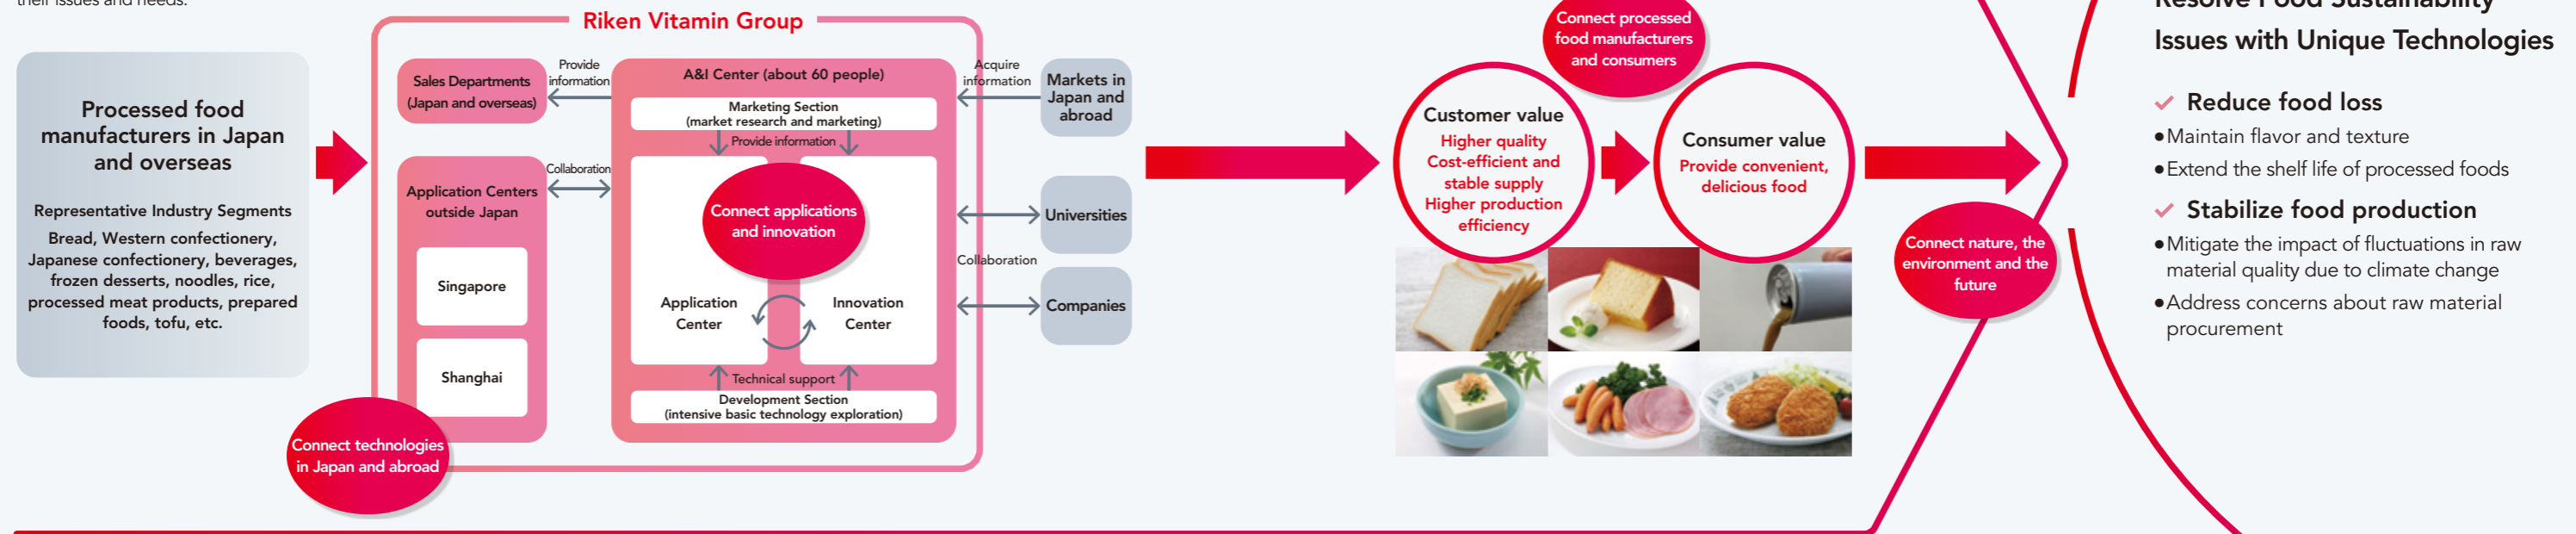 their issues and needs.
Riken Vitamin Group
Processed food
manufacturers in Japan
and overseas
Representative Industry Segments
Bread, Western confectionery,
Japanese confectionery, beverages,
frozen desserts, noodles, rice,
processed meat products, prepared
foods, tofu, etc.
Sales Departments
(Japan and overseas)
Provide
information
Application Centers
outside Japan
Singapore
Shanghai
Collaboration
Connect technologies
in Japan and abroad
A&I Center (about 60 people)
Marketing Section
(market research and marketing)
Provide information
Connect applications
and innovation
Application
Center
Innovation
Center
Technical support
Development Section
(intensive basic technology exploration)
Acquire
information
Markets in
Japan and
abroad
Universities
Collaboration
Companies
Connect processed
food manufacturers
and consumers
Customer value
Higher quality
Cost-efficient and
stable supply
Higher production
efficiency
Consumer value
Provide convenient,
delicious food
Connect nature, the
environment and the
future
Resolve Food Sustainability
Issues with Unique Technologies
✓ Reduce food loss
●Maintain flavor and texture
●Extend the shelf life of processed foods
✓ Stabilize food production
●Mitigate the impact of fluctuations in raw
material quality due to climate change
●Address concerns about raw material
procurement